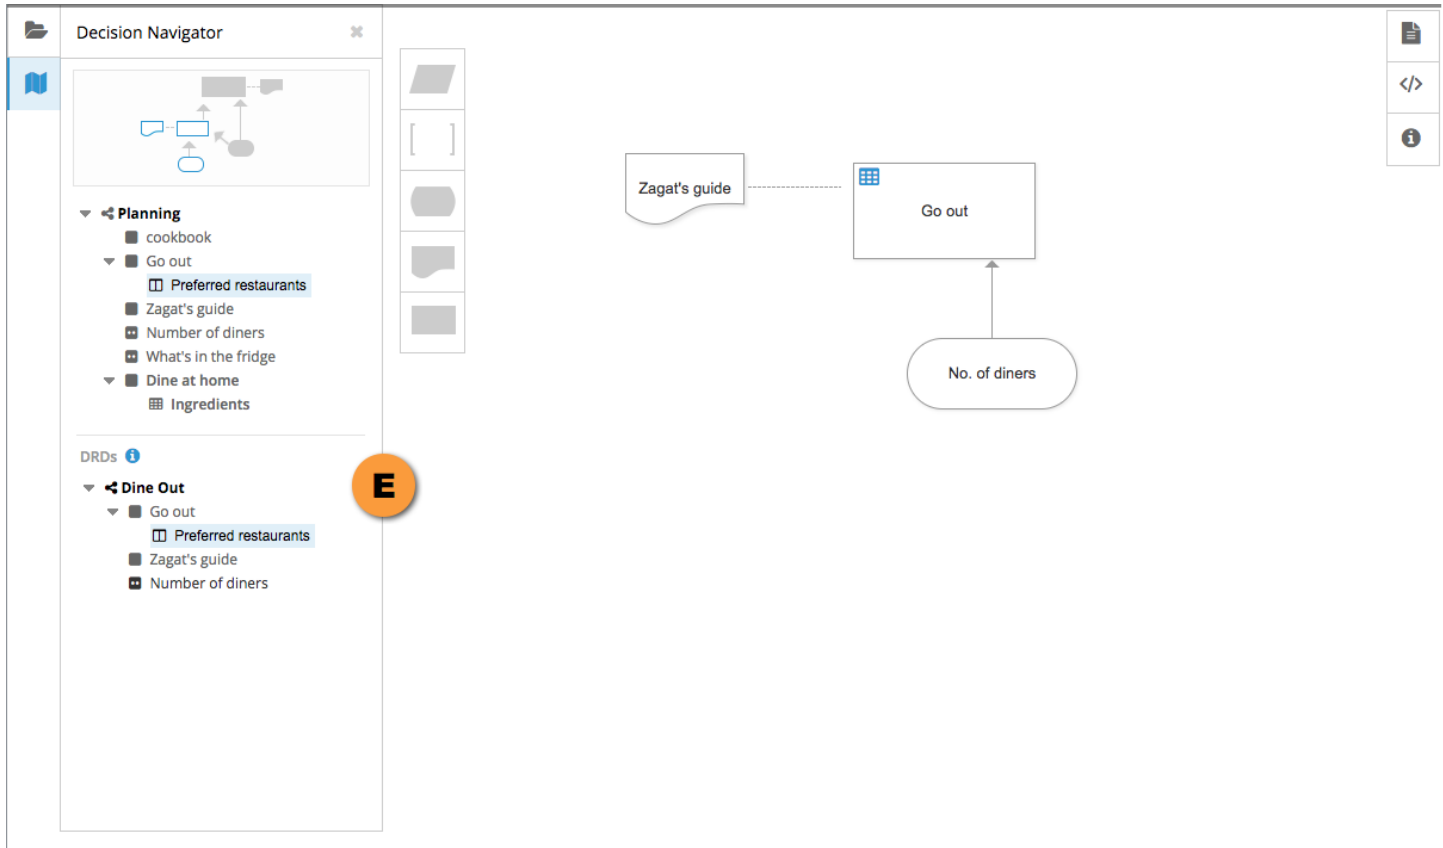 Decision Navigator
Planning
cookbook
Go out
Preferred restaurants
Zagat's guide
Number of diners
What's in the fridge
Dine at home
Ingredients
DRDs
Dine Out
Go out
Preferred restaurants
Zagat's guide
Number of diners
E
Zagat's guide
Go out
No. of diners